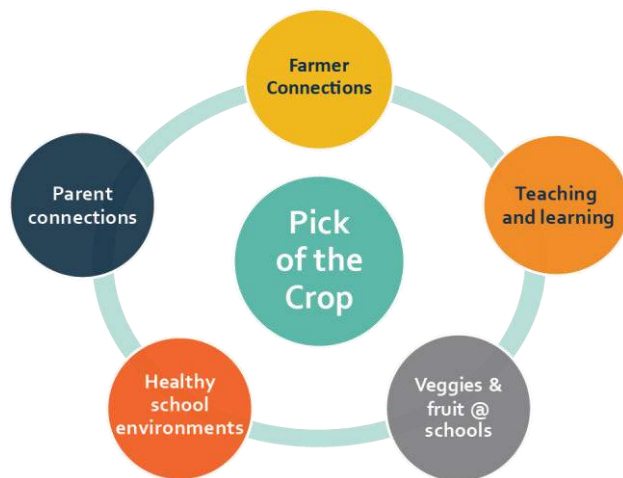 Farmer
Connections
Parent
connections
Teaching
and learning
Pick
of the
Crop
Healthy
school
environments
Veggies &
fruit @
schools